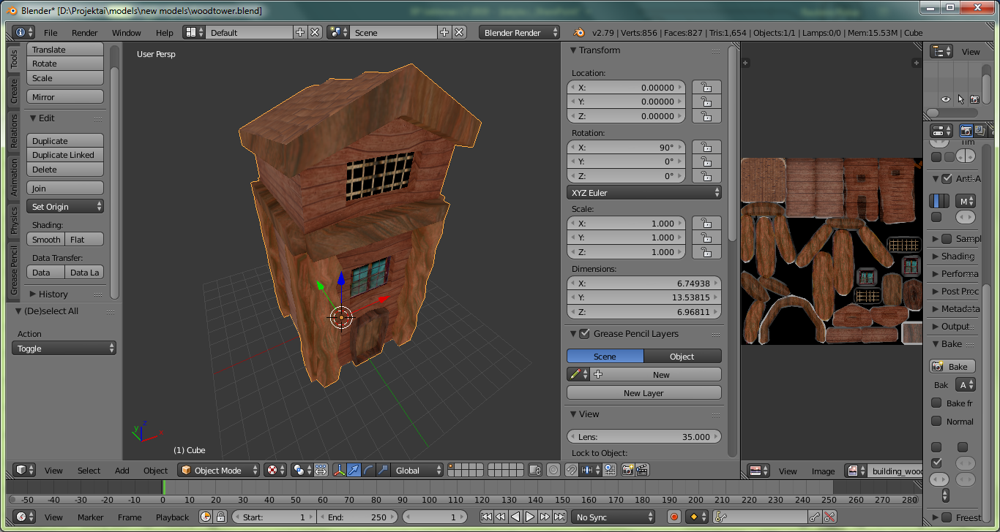 Blender* [D:\Projektai\models\new models\woodtower.blend]
File Render Window Help Default Scene Blender Render v2.79 | Verts:856 | Faces:827 | Tris:1,654 | Objects:1/1 | Lamps:0/0 | Mem:15.53M | Cube
Tools
Create
Relations
Animation
Physics
Grease Pencil
Translate
Rotate
Scale
Mirror
Edit
Duplicate
Duplicate Linked
Delete
Join
Set Origin
Shading:
Smooth Flat
Data Transfer:
Data Data La
History
(De)select All
Action
Toggle
User Persp
(1) Cube
x
y
z
Transform
Location:
X: 0.00000
Y: 0.00000
Z: 0.00000
Rotation:
X: 90°
Y: 0°
Z: 0°
XYZ Euler
Scale:
X: 1.000
Y: 1.000
Z: 1.000
Dimensions:
X: 6.74938
Y: 13.53815
Z: 6.96811
Grease Pencil Layers
Scene Object
New
New Layer
View
Lens: 35.000
Lock to Object:
View
Anti-A
M
Sampl
Shading
Performa
Post Proc
Metadata
Output
Bake
Bake
Bak A
Bake fr
Normal
Freest
View Select Add Object Object Mode Global
View Image building_wood
-50 -40 -30 -20 -10 0 10 20 30 40 50 60 70 80 90 100 110 120 130 140 150 160 170 180 190 200 210 220 230 240 250 260 270 280
View Marker Frame Playback Start: 1 End: 250 1 No Sync